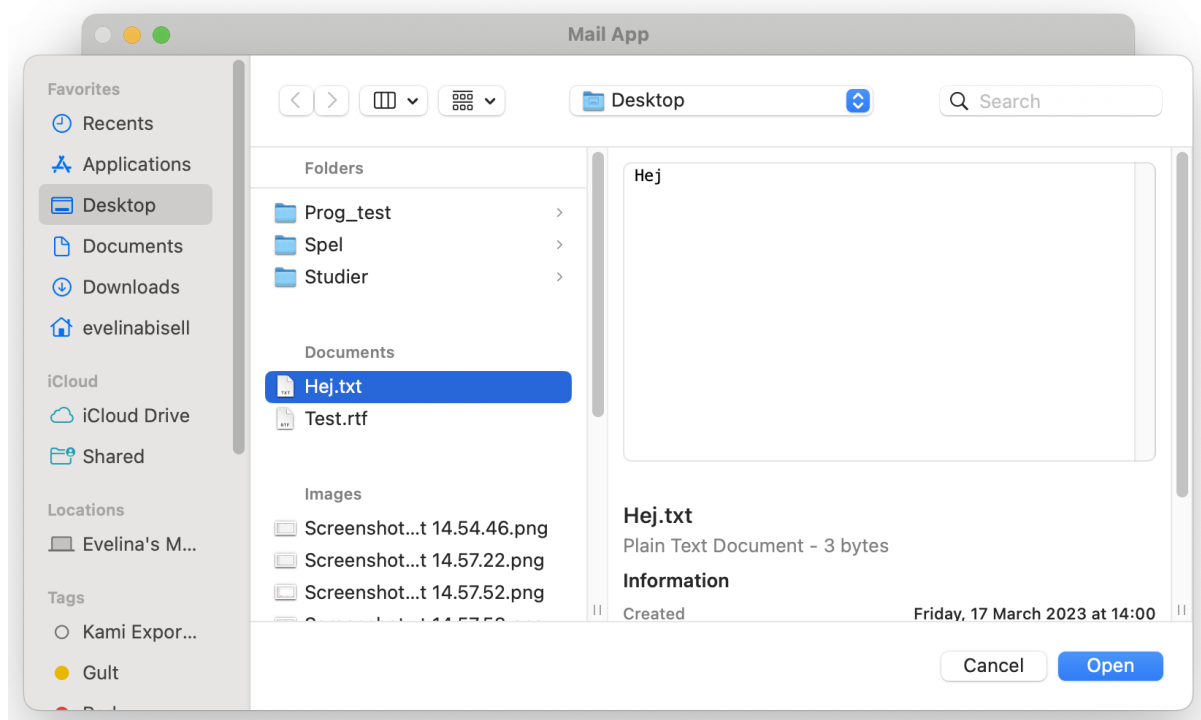 Mail App
Favorites
Recents
Applications
Desktop
Documents
Downloads
evelinabisell
iCloud
iCloud Drive
Shared
Locations
Evelina's M...
Tags
Kami Expor...
Gult
Desktop
Search
Folders
Prog_test
Spel
Studier
Documents
Hej.txt
Test.rtf
Images
Screenshot...t 14.54.46.png
Screenshot...t 14.57.22.png
Screenshot...t 14.57.52.png
Hej
Hej.txt
Plain Text Document - 3 bytes
Information
Created Friday, 17 March 2023 at 14:00
Cancel Open